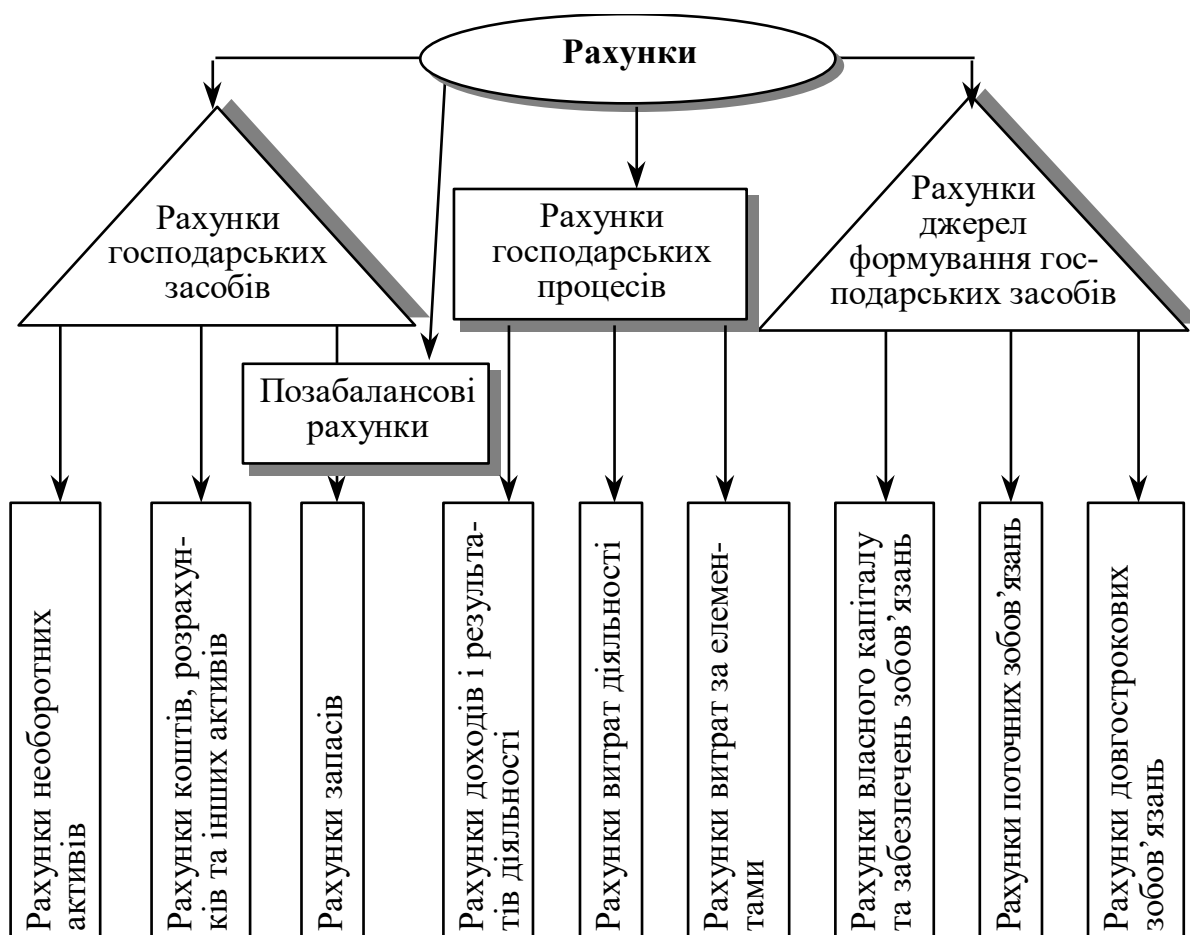 Рахунки
Рахунки
господарських
засобів
Рахунки
господарських
процесів
Рахунки
джерел
формування гос-
подарських засобів
Позабалансові
рахунки
Рахунки необоротних
активів
Рахунки коштів, розрахун-
ків та інших активів
Рахунки запасів
Рахунки доходів і результа-
тів діяльності
Рахунки витрат діяльності
Рахунки витрат за елемен-
тами
Рахунки власного капіталу
та забезпечень зобов’язань
Рахунки поточних зобов’язань
Рахунки довгострокових
зобов’язань